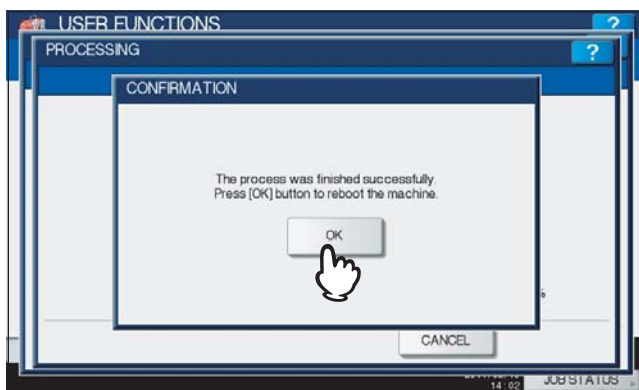 USER FUNCTIONS
?
PROCESSING
?
CONFIRMATION
The process was finished successfully.
Press [OK] button to reboot the machine.
OK
%
CANCEL
14:02
JOB STATUS